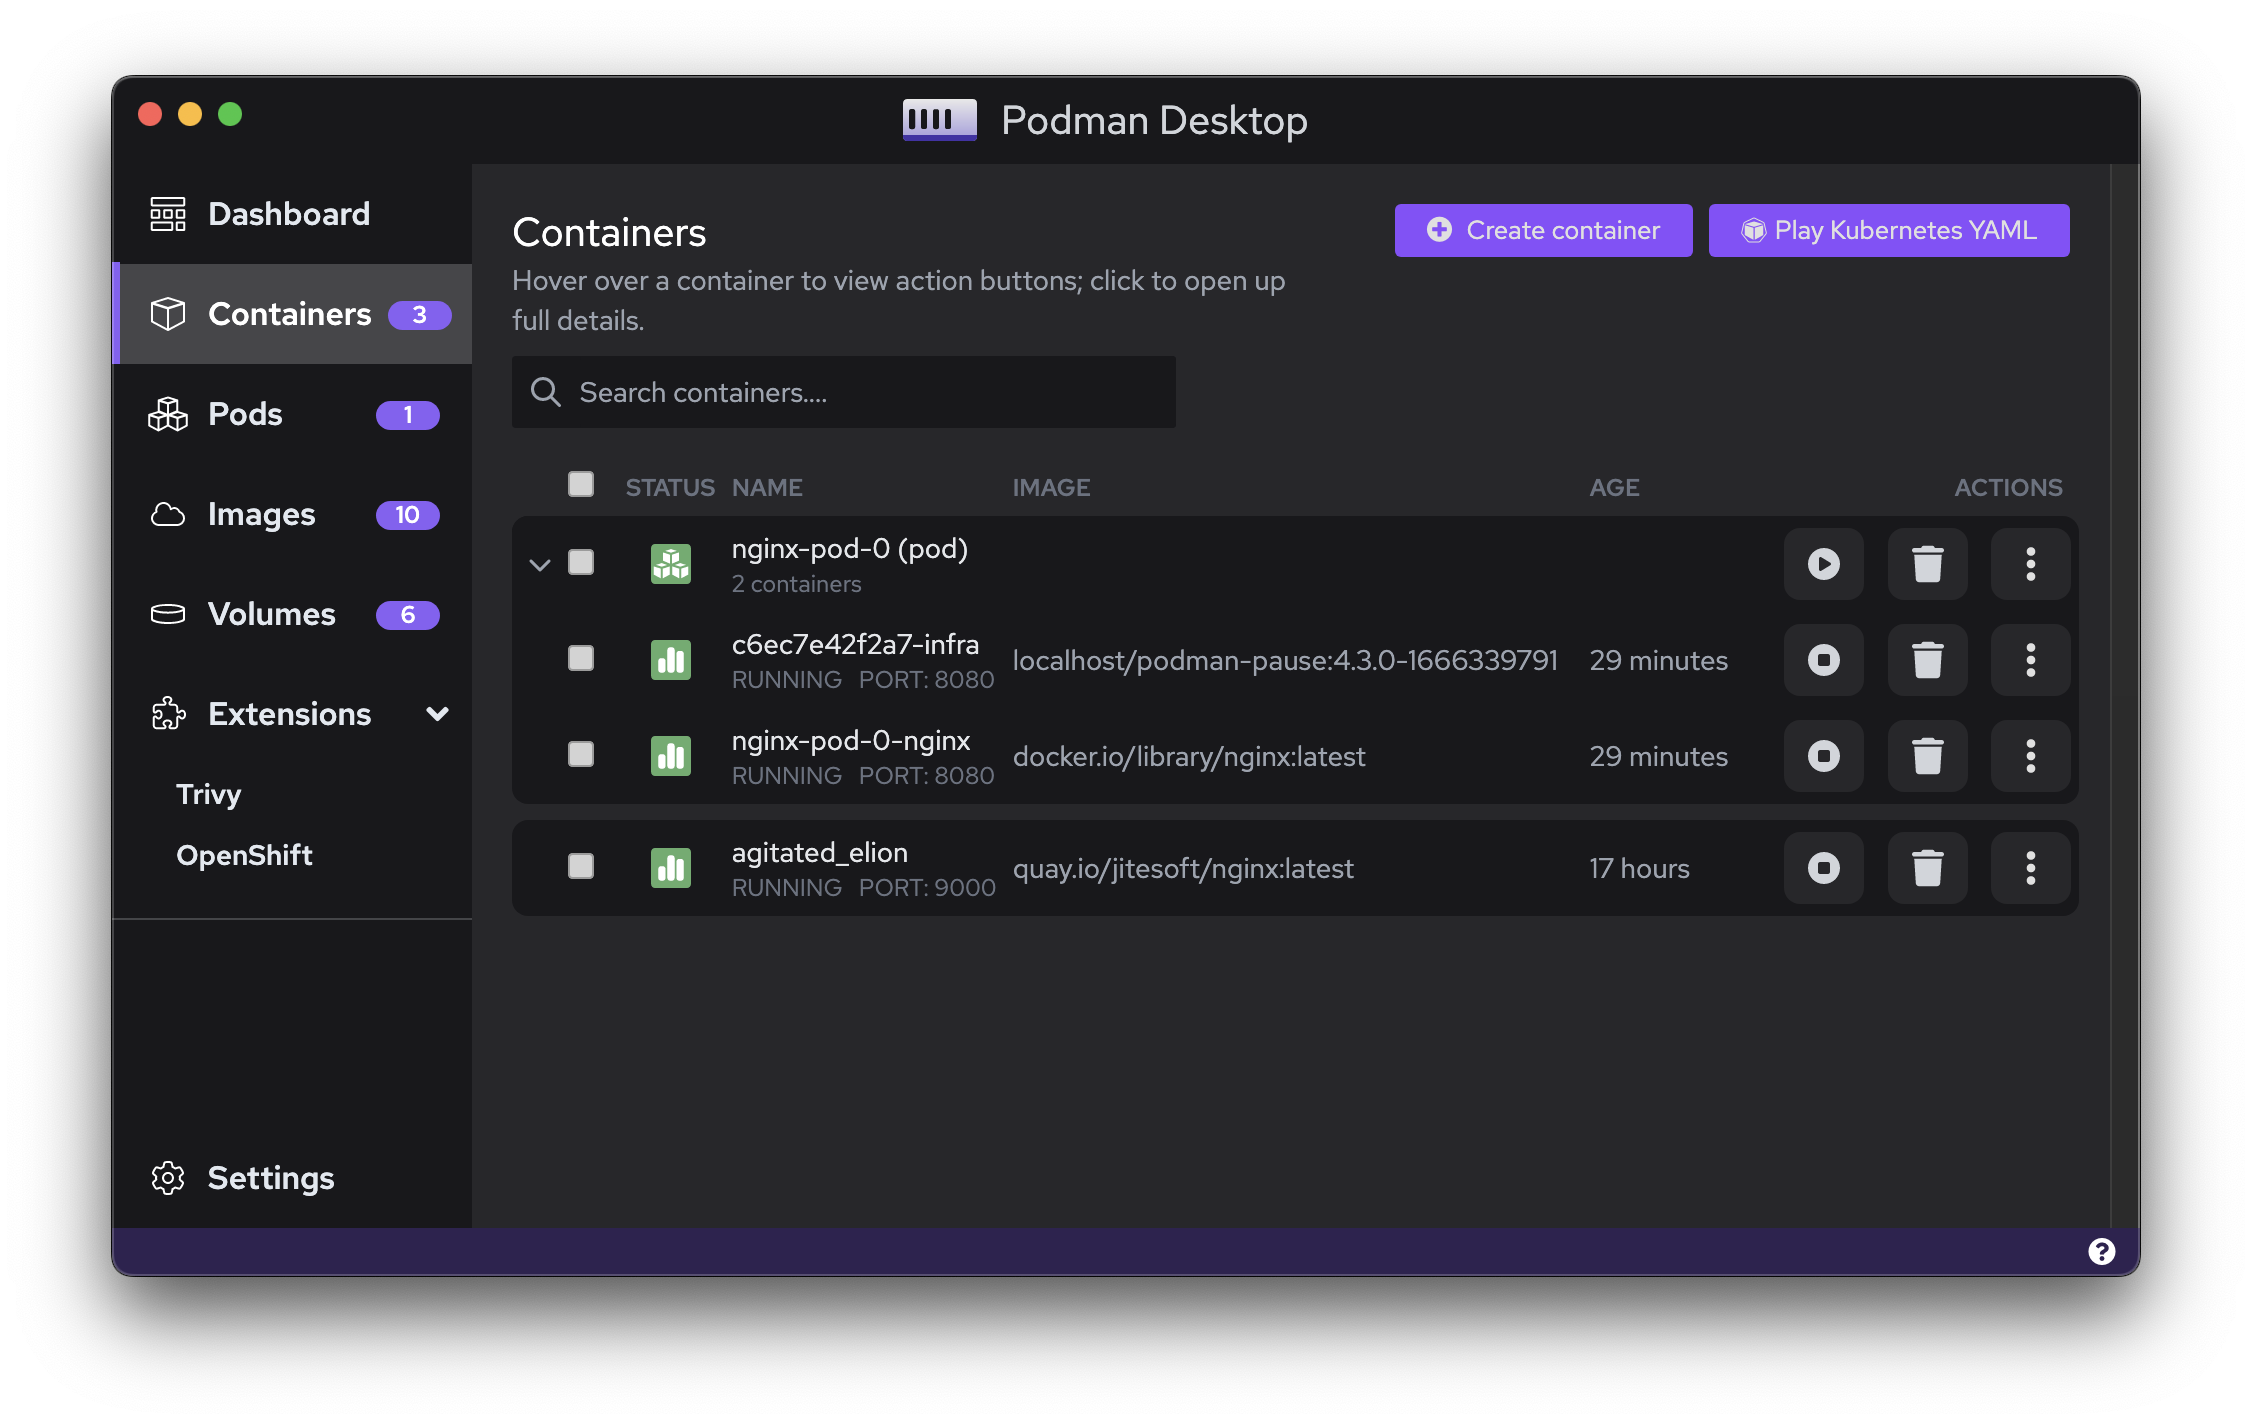 Podman Desktop
Dashboard
Containers 3
Pods 1
Images 10
Volumes 6
Extensions
Trivy
OpenShift
Settings
Containers
Hover over a container to view action buttons; click to open up
full details.
Create container
Play Kubernetes YAML
Search containers....
STATUS NAME IMAGE AGE ACTIONS
nginx-pod-0 (pod)
2 containers
c6ec7e42f2a7-infra
RUNNING PORT: 8080
localhost/podman-pause:4.3.0-1666339791
29 minutes
nginx-pod-0-nginx
RUNNING PORT: 8080
docker.io/library/nginx:latest
29 minutes
agitated_elion
RUNNING PORT: 9000
quay.io/jitesoft/nginx:latest
17 hours
?